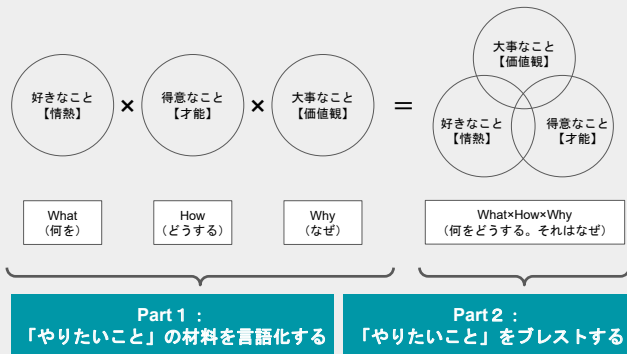 好きなこと
【情熱】
×
得意なこと
【才能】
×
大事なこと
【価値観】
＝
大事なこと
【価値観】
好きなこと
【情熱】
得意なこと
【才能】
What
（何を）
How
（どうする）
Why
（なぜ）
What×How×Why
（何をどうする。それはなぜ）
Part１：
「やりたいこと」の材料を言語化する
Part２：
「やりたいこと」をブレストする